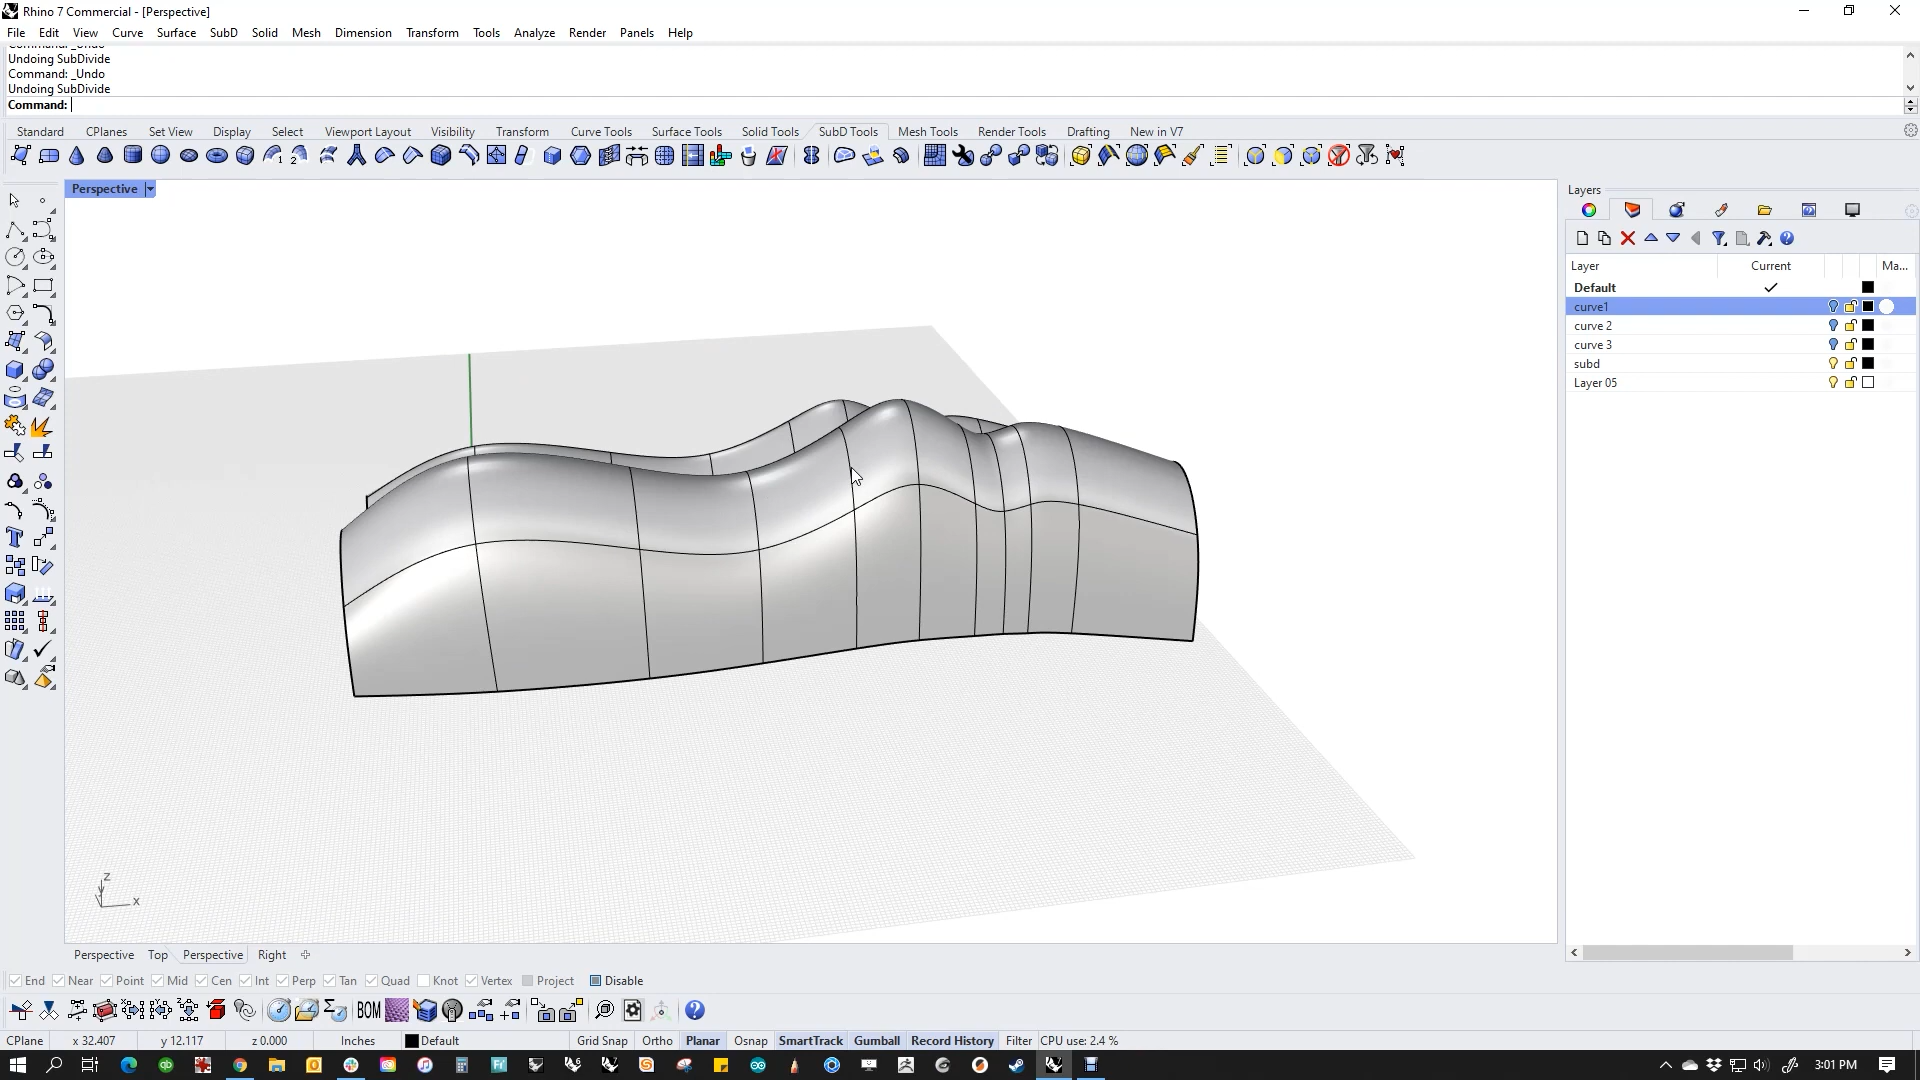 Rhino 7 Commercial - [Perspective]
File Edit View Curve Surface SubD Solid Mesh Dimension Transform Tools Analyze Render Panels Help
Command: _Undo
Undoing SubDivide
Command: _Undo
Undoing SubDivide
Command:
Standard CPlanes Set View Display Select Viewport Layout Visibility Transform Curve Tools Surface Tools Solid Tools SubD Tools Mesh Tools Render Tools Drafting New in V7
Perspective
Layers
Layer Current Ma...
Default
curve1
curve 2
curve 3
subd
Layer 05
z
x
Perspective Top Perspective Right
End Near Point Mid Cen Int Perp Tan Quad Knot Vertex Project Disable
BOM
CPlane x 32.407 y 12.117 z 0.000 Inches Default Grid Snap Ortho Planar Osnap SmartTrack Gumball Record History Filter CPU use: 2.4 %
3:01 PM